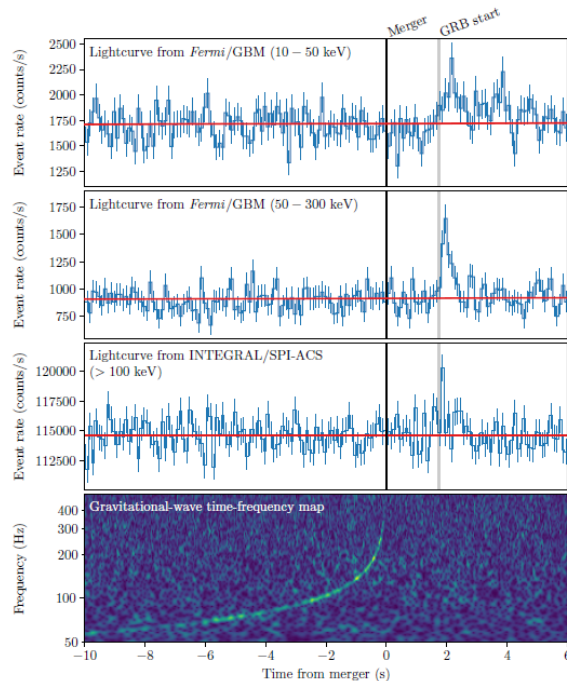 Merger
GRB start
Event rate (counts/s)
2500
2250
2000
1750
1500
1250
Lightcurve from Fermi/GBM (10 − 50 keV)
Event rate (counts/s)
1750
1500
1250
1000
750
Lightcurve from Fermi/GBM (50 − 300 keV)
Event rate (counts/s)
120000
117500
115000
112500
Lightcurve from INTEGRAL/SPI-ACS
(> 100 keV)
Frequency (Hz)
400
300
200
100
50
Gravitational-wave time-frequency map
−10 −8 −6 −4 −2 0 2 4 6
Time from merger (s)